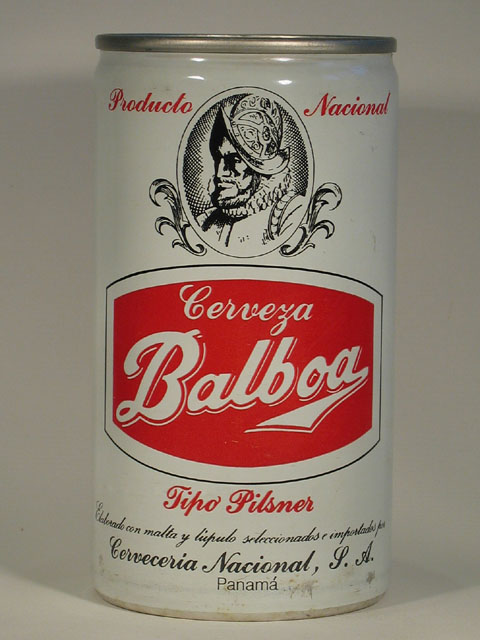 Producto Nacional
Cerveza
Balboa
Tipo Pilsner
Elaborado con malta y lúpulo seleccionados e importados por
Cervecería Nacional, S. A.
Panamá